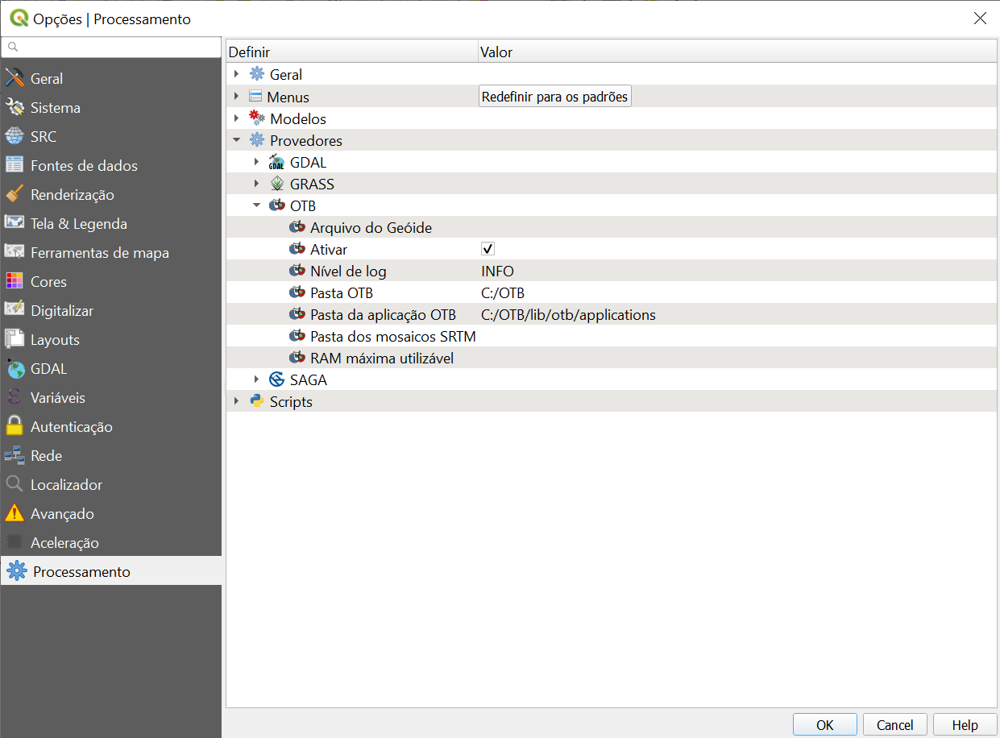 Opções | Processamento
Geral
Sistema
SRC
Fontes de dados
Renderização
Tela & Legenda
Ferramentas de mapa
Cores
Digitalizar
Layouts
GDAL
Variáveis
Autenticação
Rede
Localizador
Avançado
Aceleração
Processamento
Definir Valor
Geral
Menus Redefinir para os padrões
Modelos
Provedores
GDAL GDAL
GRASS
OTB
Arquivo do Geóide
Ativar
Nível de log INFO
Pasta OTB C:/OTB
Pasta da aplicação OTB C:/OTB/lib/otb/applications
Pasta dos mosaicos SRTM
RAM máxima utilizável
SAGA
Scripts
OK Cancel Help